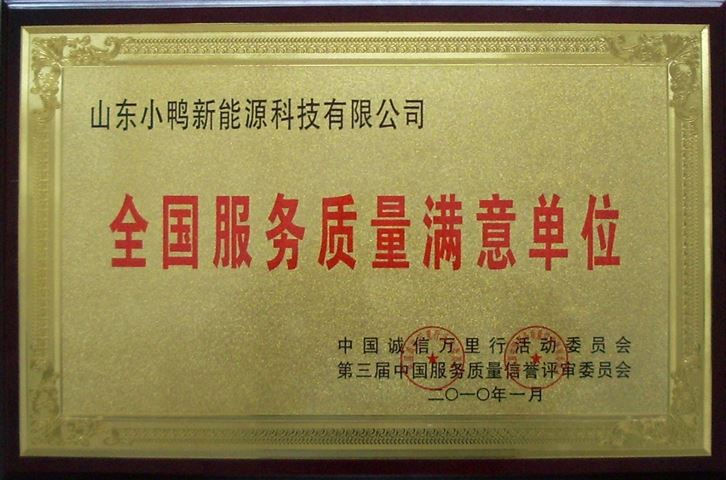 山东小鸭新能源科技有限公司
全国服务质量满意单位
中国诚信万里行活动委员会
第三届中国服务质量信誉评审委员会
二〇一〇年一月